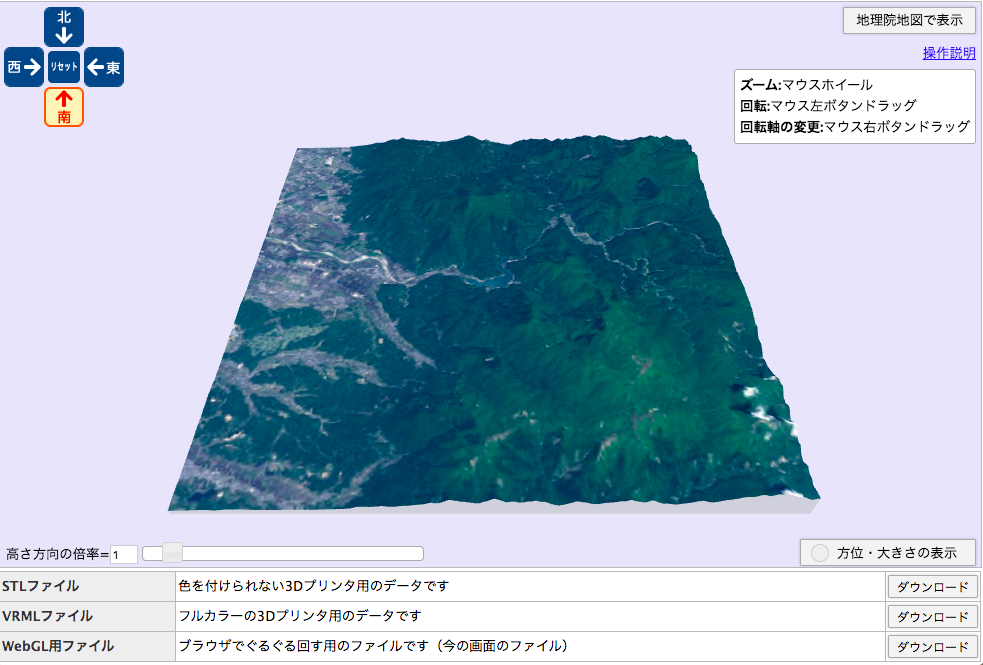 北
西
リセット
東
南
地理院地図で表示
操作説明
ズーム:マウスホイール
回転:マウス左ボタンドラッグ
回転軸の変更:マウス右ボタンドラッグ
高さ方向の倍率=1
方位・大きさの表示
STLファイル 色を付けられない3Dプリンタ用のデータです ダウンロード
VRMLファイル フルカラーの3Dプリンタ用のデータです ダウンロード
WebGL用ファイル ブラウザでぐるぐる回す用のファイルです（今の画面のファイル） ダウンロード